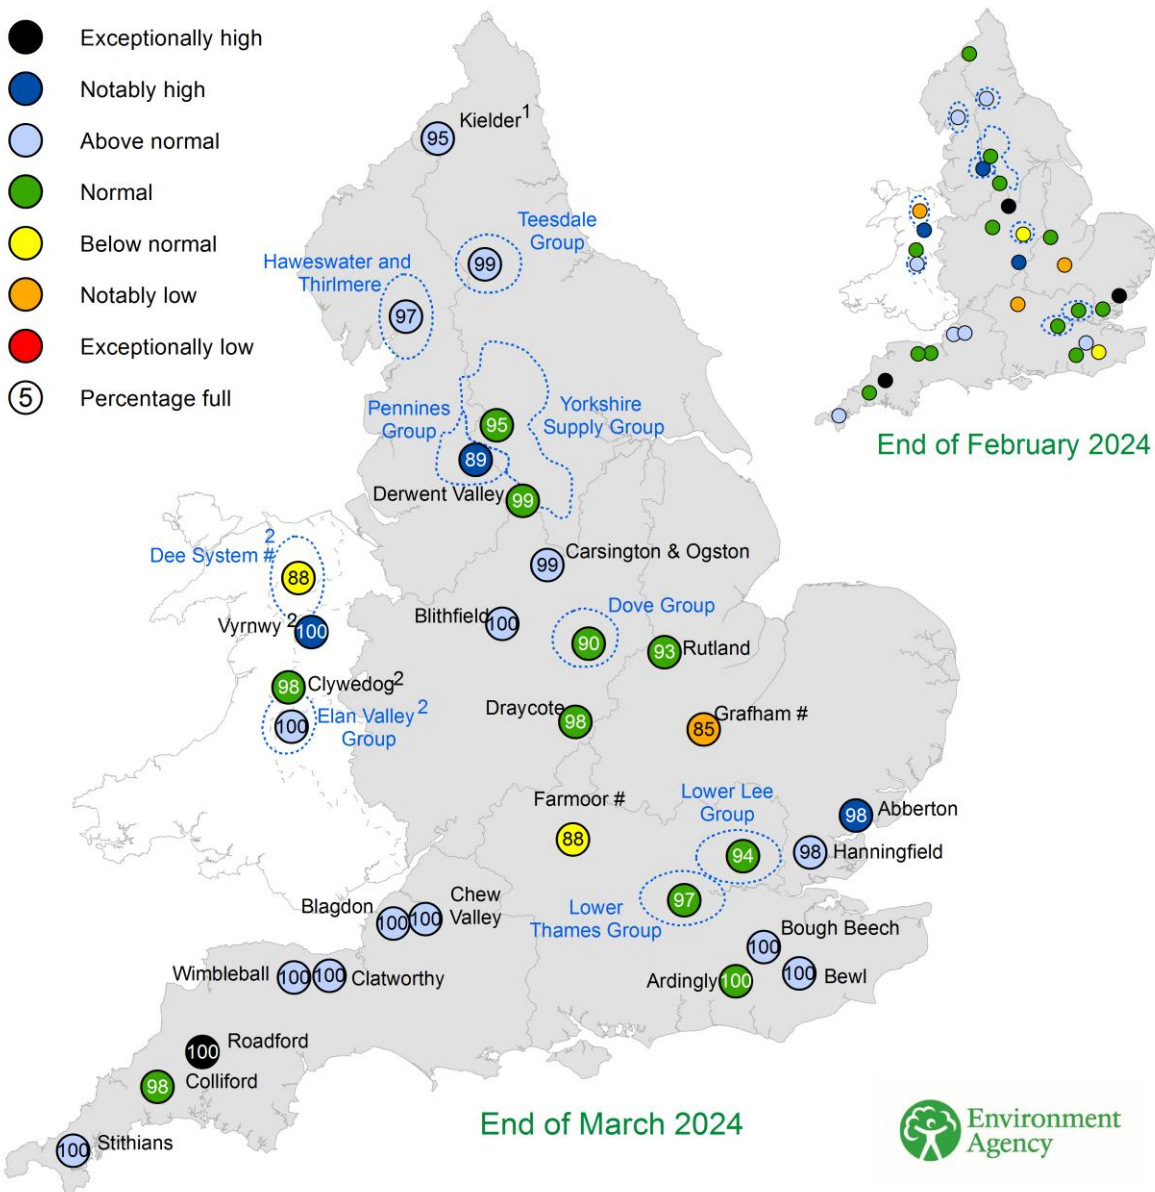 Exceptionally high
Notably high
Above normal
Normal
Below normal
Notably low
Exceptionally low
5 Percentage full
End of February 2024
95 Kielder1
Teesdale
Group
99
Haweswater and
Thirlmere
97
Pennines
Group
Yorkshire
Supply Group
95
89
Derwent Valley 99
Dee System # 2
88
99 Carsington & Ogston
Vyrnwy 2 100
Blithfield 100
Dove Group
90
93 Rutland
98 Clywedog2
Elan Valley 2
Group
100
Draycote 98
Grafham #
85
Farmoor #
88
Lower Lee
Group
94
98 Abberton
98 Hanningfield
Lower
Thames Group
97
Blagdon 100
Chew
Valley
100
Bough Beech
100
Wimbleball 100
100 Clatworthy
Ardingly 100
100 Bewl
100 Roadford
98 Colliford
100 Stithians
End of March 2024
Environment
Agency